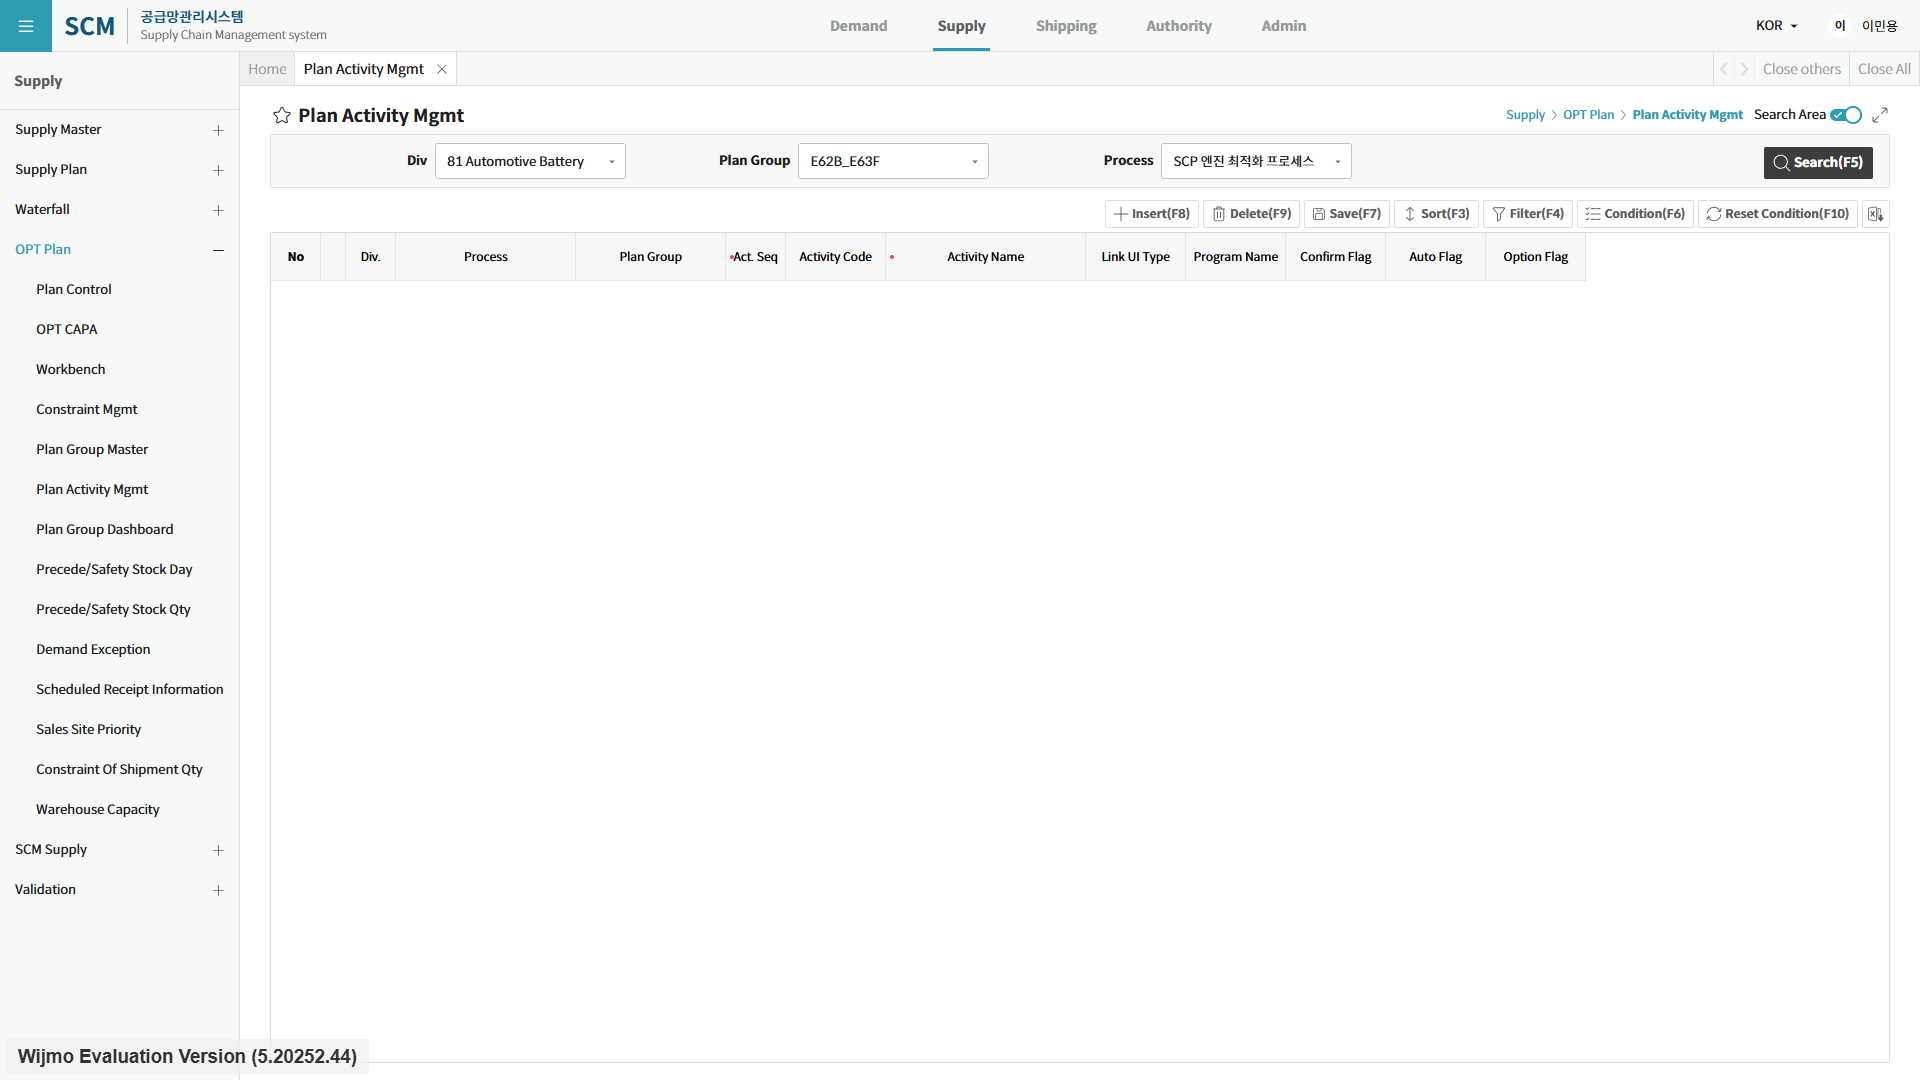 SCM
공급망관리시스템
Supply Chain Management system
Demand
Supply
Shipping
Authority
Admin
KOR
이
이민용
Supply
Home
Plan Activity Mgmt
Close others
Close All
Supply Master
Supply Plan
Waterfall
OPT Plan
Plan Control
OPT CAPA
Workbench
Constraint Mgmt
Plan Group Master
Plan Activity Mgmt
Plan Group Dashboard
Precede/Safety Stock Day
Precede/Safety Stock Qty
Demand Exception
Scheduled Receipt Information
Sales Site Priority
Constraint Of Shipment Qty
Warehouse Capacity
SCM Supply
Validation
Plan Activity Mgmt
Supply > OPT Plan > Plan Activity Mgmt
Search Area
Div
81 Automotive Battery
Plan Group
E62B_E63F
Process
SCP 엔진 최적화 프로세스
Search(F5)
Insert(F8)
Delete(F9)
Save(F7)
Sort(F3)
Filter(F4)
Condition(F6)
Reset Condition(F10)
No
Div.
Process
Plan Group
Act. Seq
Activity Code
Activity Name
Link UI Type
Program Name
Confirm Flag
Auto Flag
Option Flag
Wijmo Evaluation Version (5.20252.44)